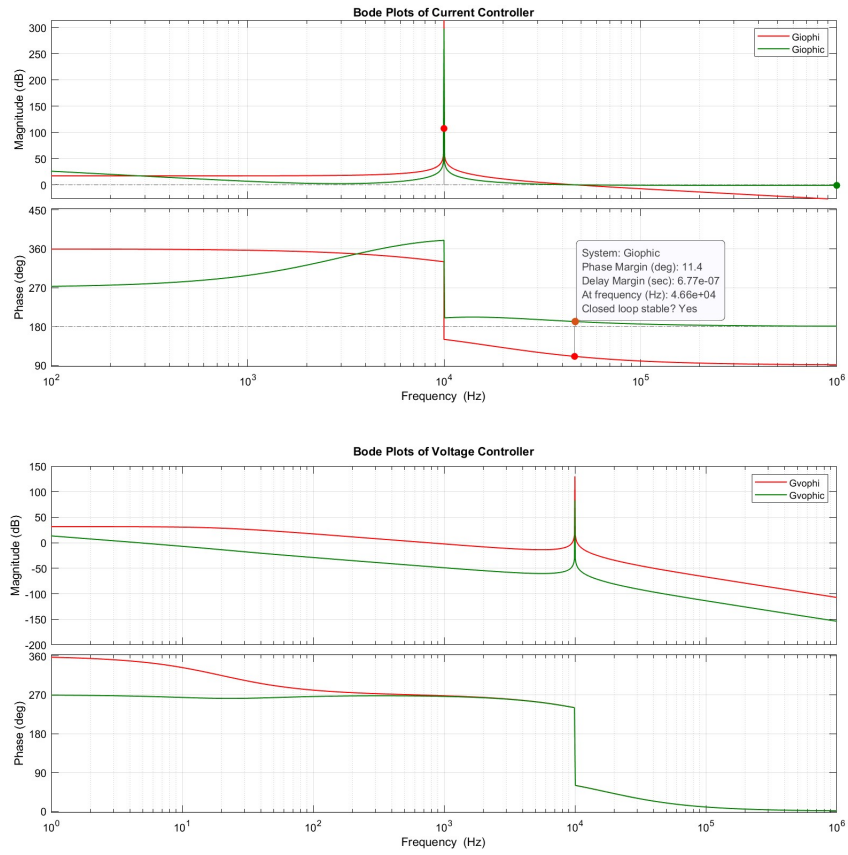 Bode Plots of Current Controller
Magnitude (dB)
300
250
200
150
100
50
0
Giophi
Giophic
Phase (deg)
450
360
270
180
90
System: Giophic
Phase Margin (deg): 11.4
Delay Margin (sec): 6.77e-07
At frequency (Hz): 4.66e+04
Closed loop stable? Yes
10^2
10^3
10^4
10^5
10^6
Frequency (Hz)
Bode Plots of Voltage Controller
Magnitude (dB)
150
100
50
0
-50
-100
-150
-200
Gvophi
Gvophic
Phase (deg)
360
270
180
90
0
10^0
10^1
10^2
10^3
10^4
10^5
10^6
Frequency (Hz)